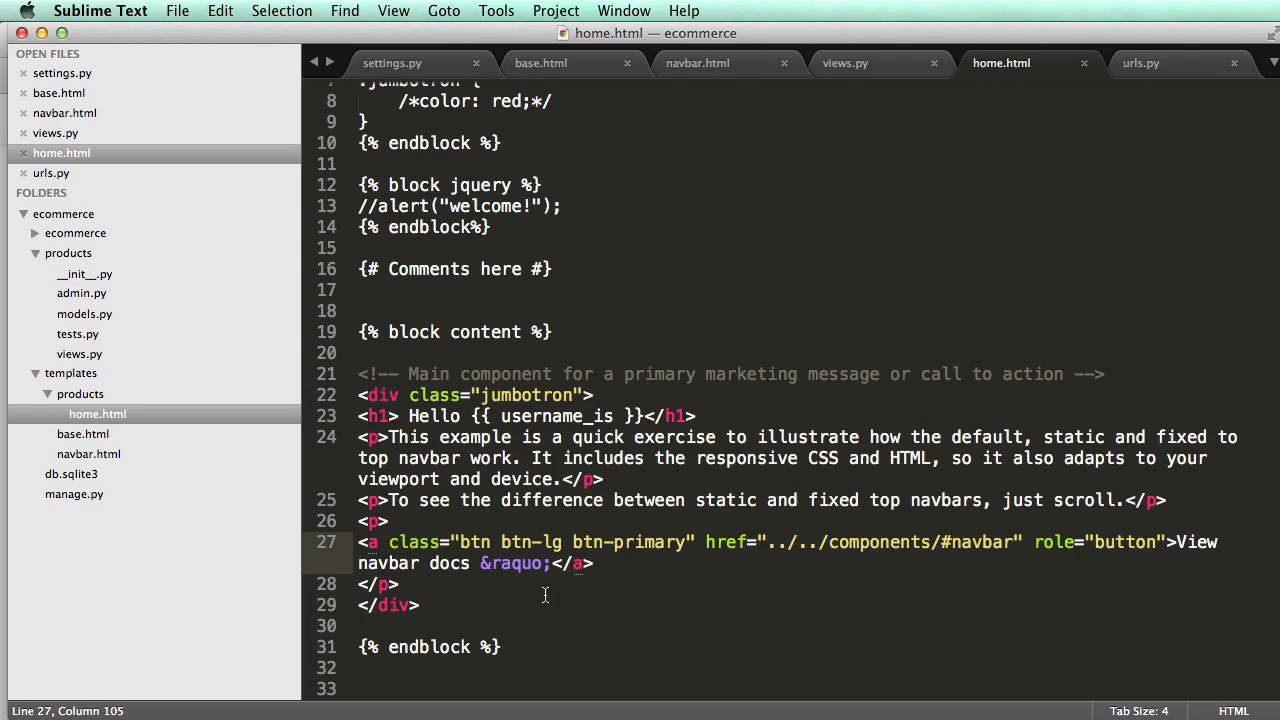 Sublime Text File Edit Selection Find View Goto Tools Project Window Help
home.html — ecommerce
OPEN FILES
settings.py
base.html
navbar.html
views.py
home.html
urls.py
FOLDERS
ecommerce
ecommerce
products
__init__.py
admin.py
models.py
tests.py
views.py
templates
products
home.html
base.html
navbar.html
db.sqlite3
manage.py
settings.py base.html navbar.html views.py home.html urls.py
7 .jumbotron {
8 /*color: red;*/
9 }
10 {% endblock %}
11
12 {% block jquery %}
13 //alert("welcome!");
14 {% endblock%}
15
16 {# Comments here #}
17
18
19 {% block content %}
20
21 <!-- Main component for a primary marketing message or call to action -->
22 <div class="jumbotron">
23 <h1> Hello {{ username_is }}</h1>
24 <p>This example is a quick exercise to illustrate how the default, static and fixed to
top navbar work. It includes the responsive CSS and HTML, so it also adapts to your
viewport and device.</p>
25 <p>To see the difference between static and fixed top navbars, just scroll.</p>
26 <p>
27 <a class="btn btn-lg btn-primary" href="../../components/#navbar" role="button">View
navbar docs &raquo;</a>
28 </p>
29 </div>
30
31 {% endblock %}
32
33
Line 27, Column 105 Tab Size: 4 HTML